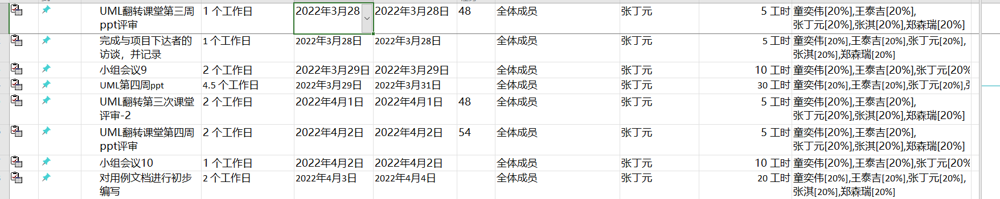 UML翻转课堂第三周 1 个工作日 2022年3月28 2022年3月28日 48 全体成员 张丁元 5 工时 童奕伟[20%],王泰吉[20%],
ppt评审 张丁元[20%],张淇[20%],郑森瑞[20%]
完成与项目下达者的 1 个工作日 2022年3月28日 2022年3月28日 全体成员 张丁元 5 工时 童奕伟[20%],王泰吉[20%],张丁元[20%],
访谈，并记录 张淇[20%],郑森瑞[20%]
小组会议9 2 个工作日 2022年3月29日 2022年3月29日 全体成员 张丁元 10 工时 童奕伟[20%],王泰吉[20%],张丁元[20%
UML第四周ppt 4.5 个工作日 2022年3月29日 2022年3月31日 全体成员 张丁元 30 工时 童奕伟[20%],王泰吉[20%],张丁元[20%],
UML翻转第三次课堂 2 个工作日 2022年4月1日 2022年4月1日 48 全体成员 张丁元 5 工时 童奕伟[20%],王泰吉[20%],
评审-2 张丁元[20%],张淇[20%],郑森瑞[20%]
UML翻转课堂第四周 2 个工作日 2022年4月2日 2022年4月2日 54 全体成员 张丁元 5 工时 童奕伟[20%],王泰吉[20%],
ppt评审 张丁元[20%],张淇[20%],郑森瑞[20%]
小组会议10 1 个工作日 2022年4月2日 2022年4月2日 全体成员 张丁元 10 工时 童奕伟[20%],王泰吉[20%],张丁元[20%
对用例文档进行初步 2 个工作日 2022年4月3日 2022年4月4日 全体成员 张丁元 20 工时 童奕伟[20%],王泰吉[20%],张丁元[20%],
编写 张淇[20%],郑森瑞[20%]